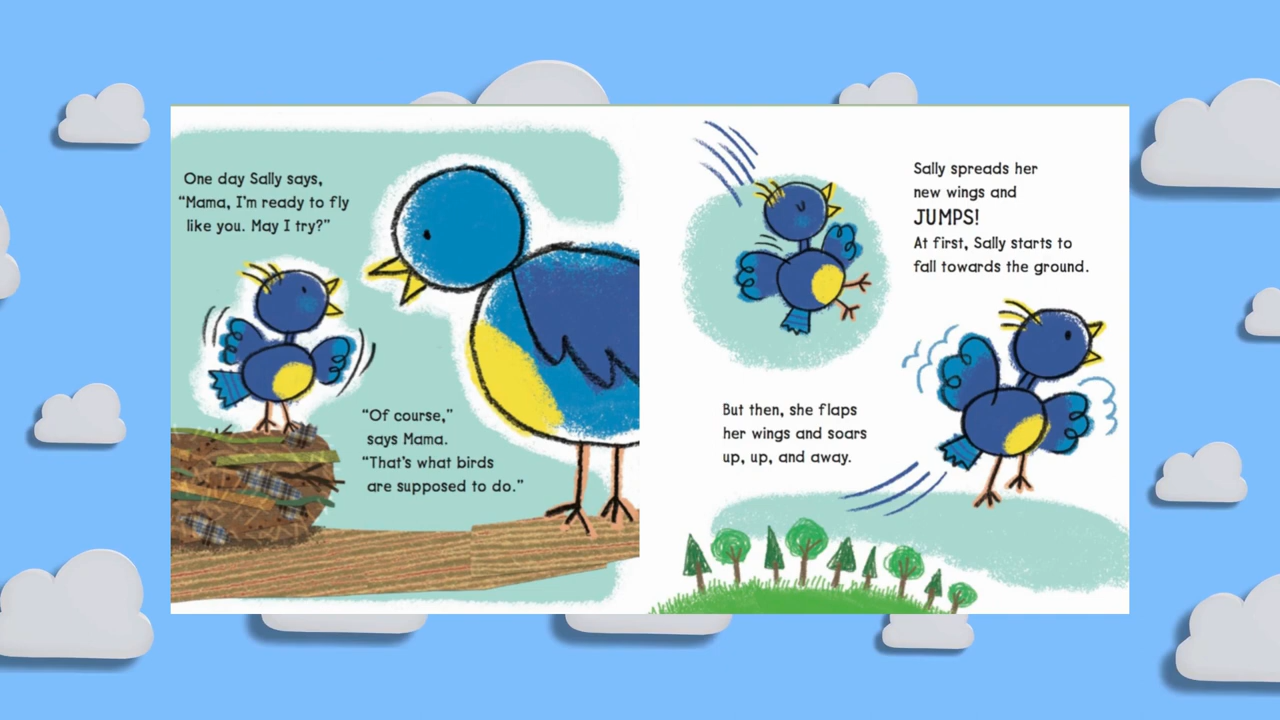 One day Sally says,
“Mama, I’m ready to fly
like you. May I try?”
“Of course,”
says Mama.
“That’s what birds
are supposed to do.”
Sally spreads her
new wings and
JUMPS!
At first, Sally starts to
fall towards the ground.
But then, she flaps
her wings and soars
up, up, and away.